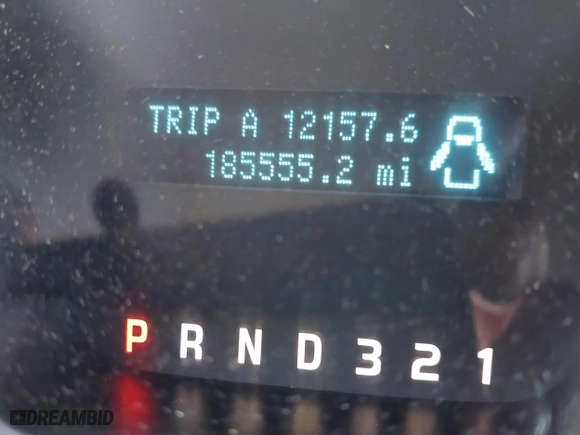 TRIP A 12157.6
185555.2 mi
P R N D 3 2 1
DREAMBID